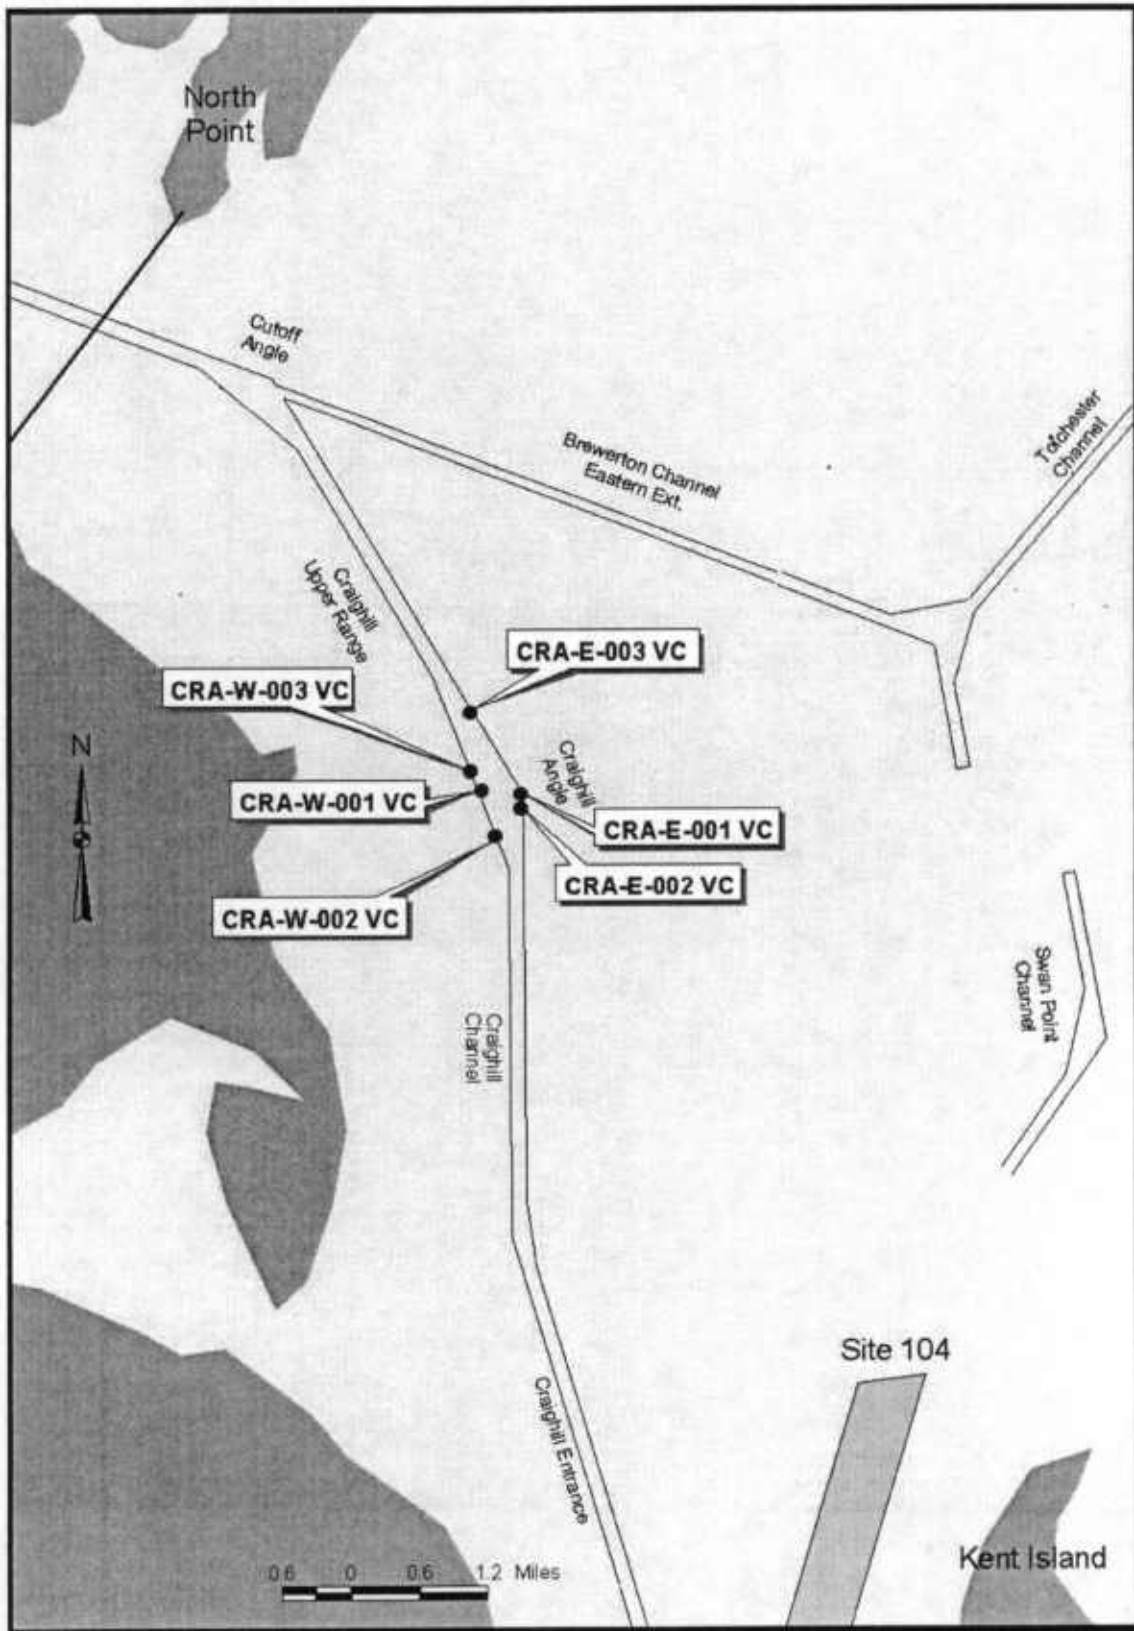 North
Point
Cutoff
Angle
Brewerton Channel
Eastern Ext.
Tolchester
Channel
Craighill
Upper Range
CRA-E-003 VC
CRA-W-003 VC
N
Craighill
Angle
CRA-W-001 VC
CRA-E-001 VC
CRA-E-002 VC
CRA-W-002 VC
Swan Point
Channel
Craighill
Channel
Site 104
Craighill Entrance
Kent Island
0.6 0 0.6 1.2 Miles